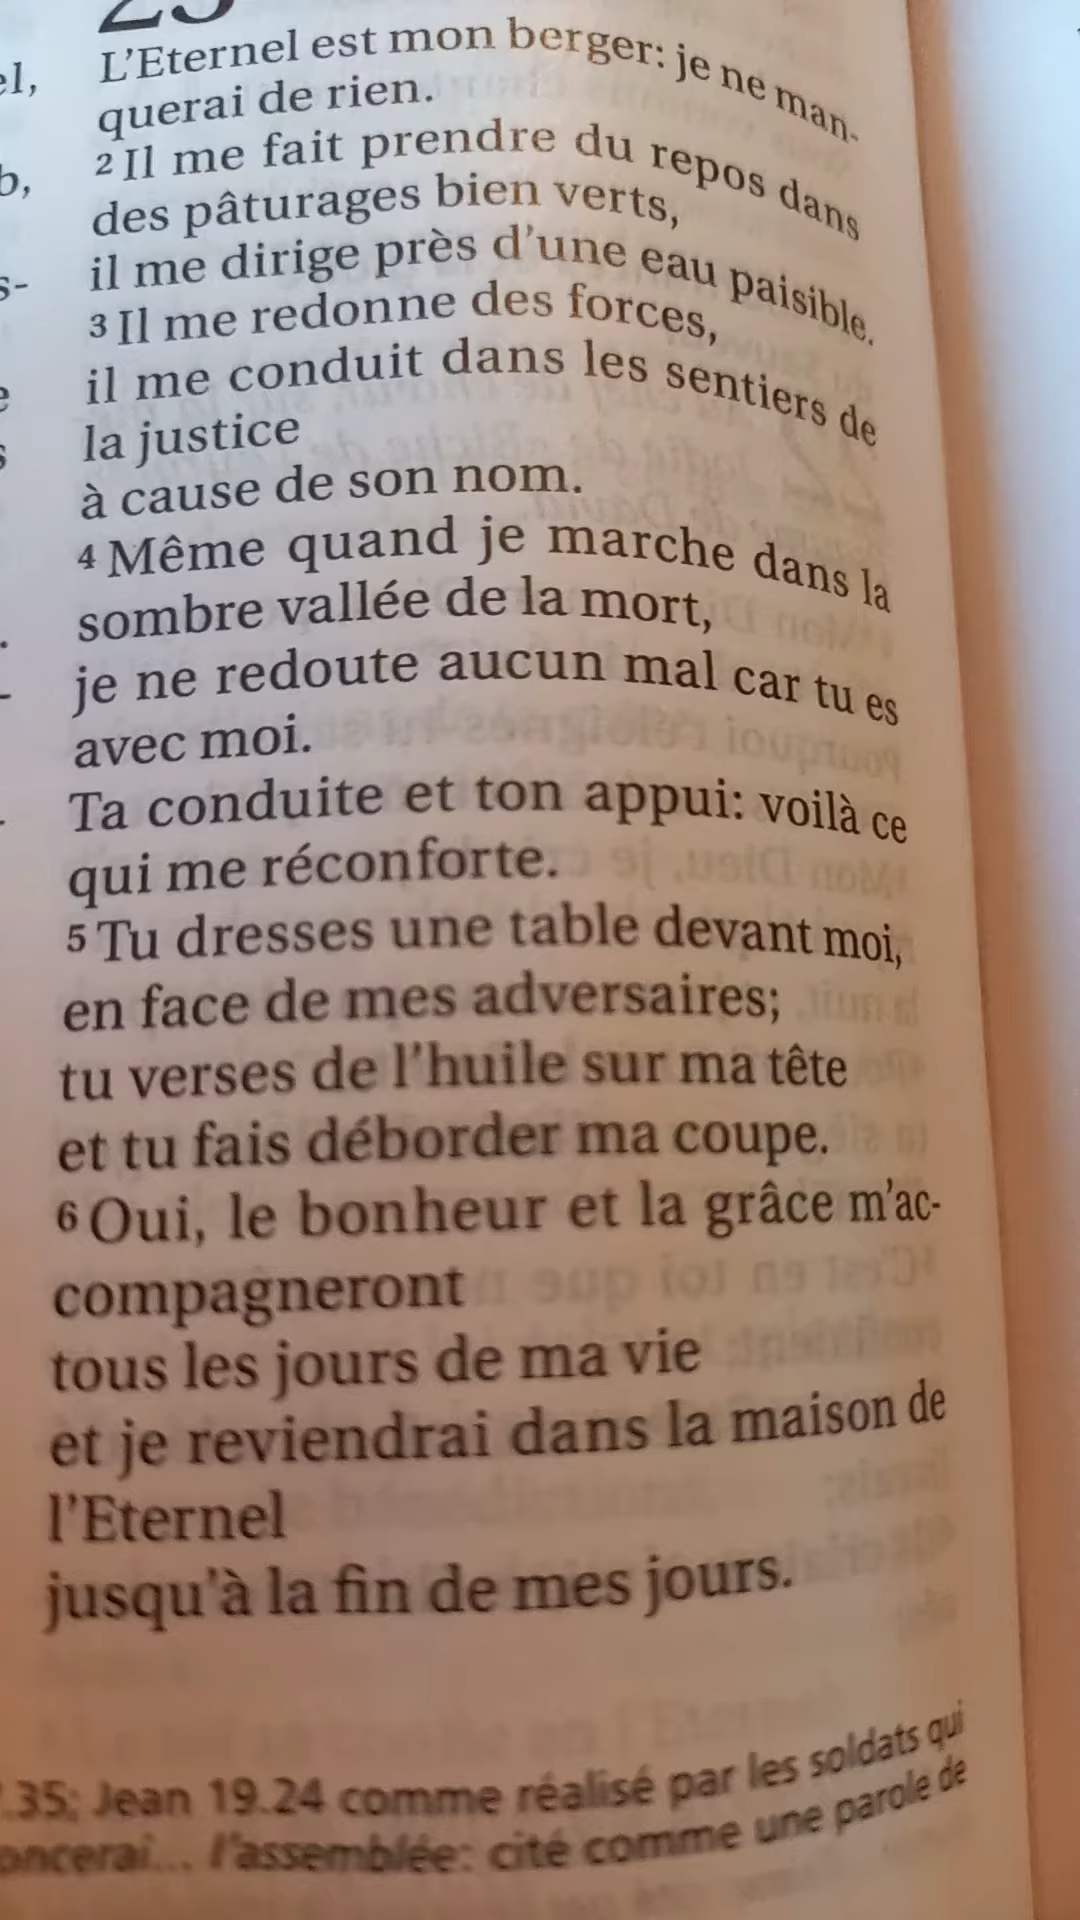 23
L'Eternel est mon berger: je ne man-
querai de rien.
2 Il me fait prendre du repos dans
des pâturages bien verts,
il me dirige près d'une eau paisible.
3 Il me redonne des forces,
il me conduit dans les sentiers de
la justice
à cause de son nom.
4 Même quand je marche dans la
sombre vallée de la mort,
je ne redoute aucun mal car tu es
avec moi.
Ta conduite et ton appui: voilà ce
qui me réconforte.
5 Tu dresses une table devant moi,
en face de mes adversaires;
tu verses de l'huile sur ma tête
et tu fais déborder ma coupe.
6 Oui, le bonheur et la grâce m'ac-
compagneront
tous les jours de ma vie
et je reviendrai dans la maison de
l'Eternel
jusqu'à la fin de mes jours.
.35; Jean 19.24 comme réalisé par les soldats qui
oncerai... l'assemblée: cité comme une parole de